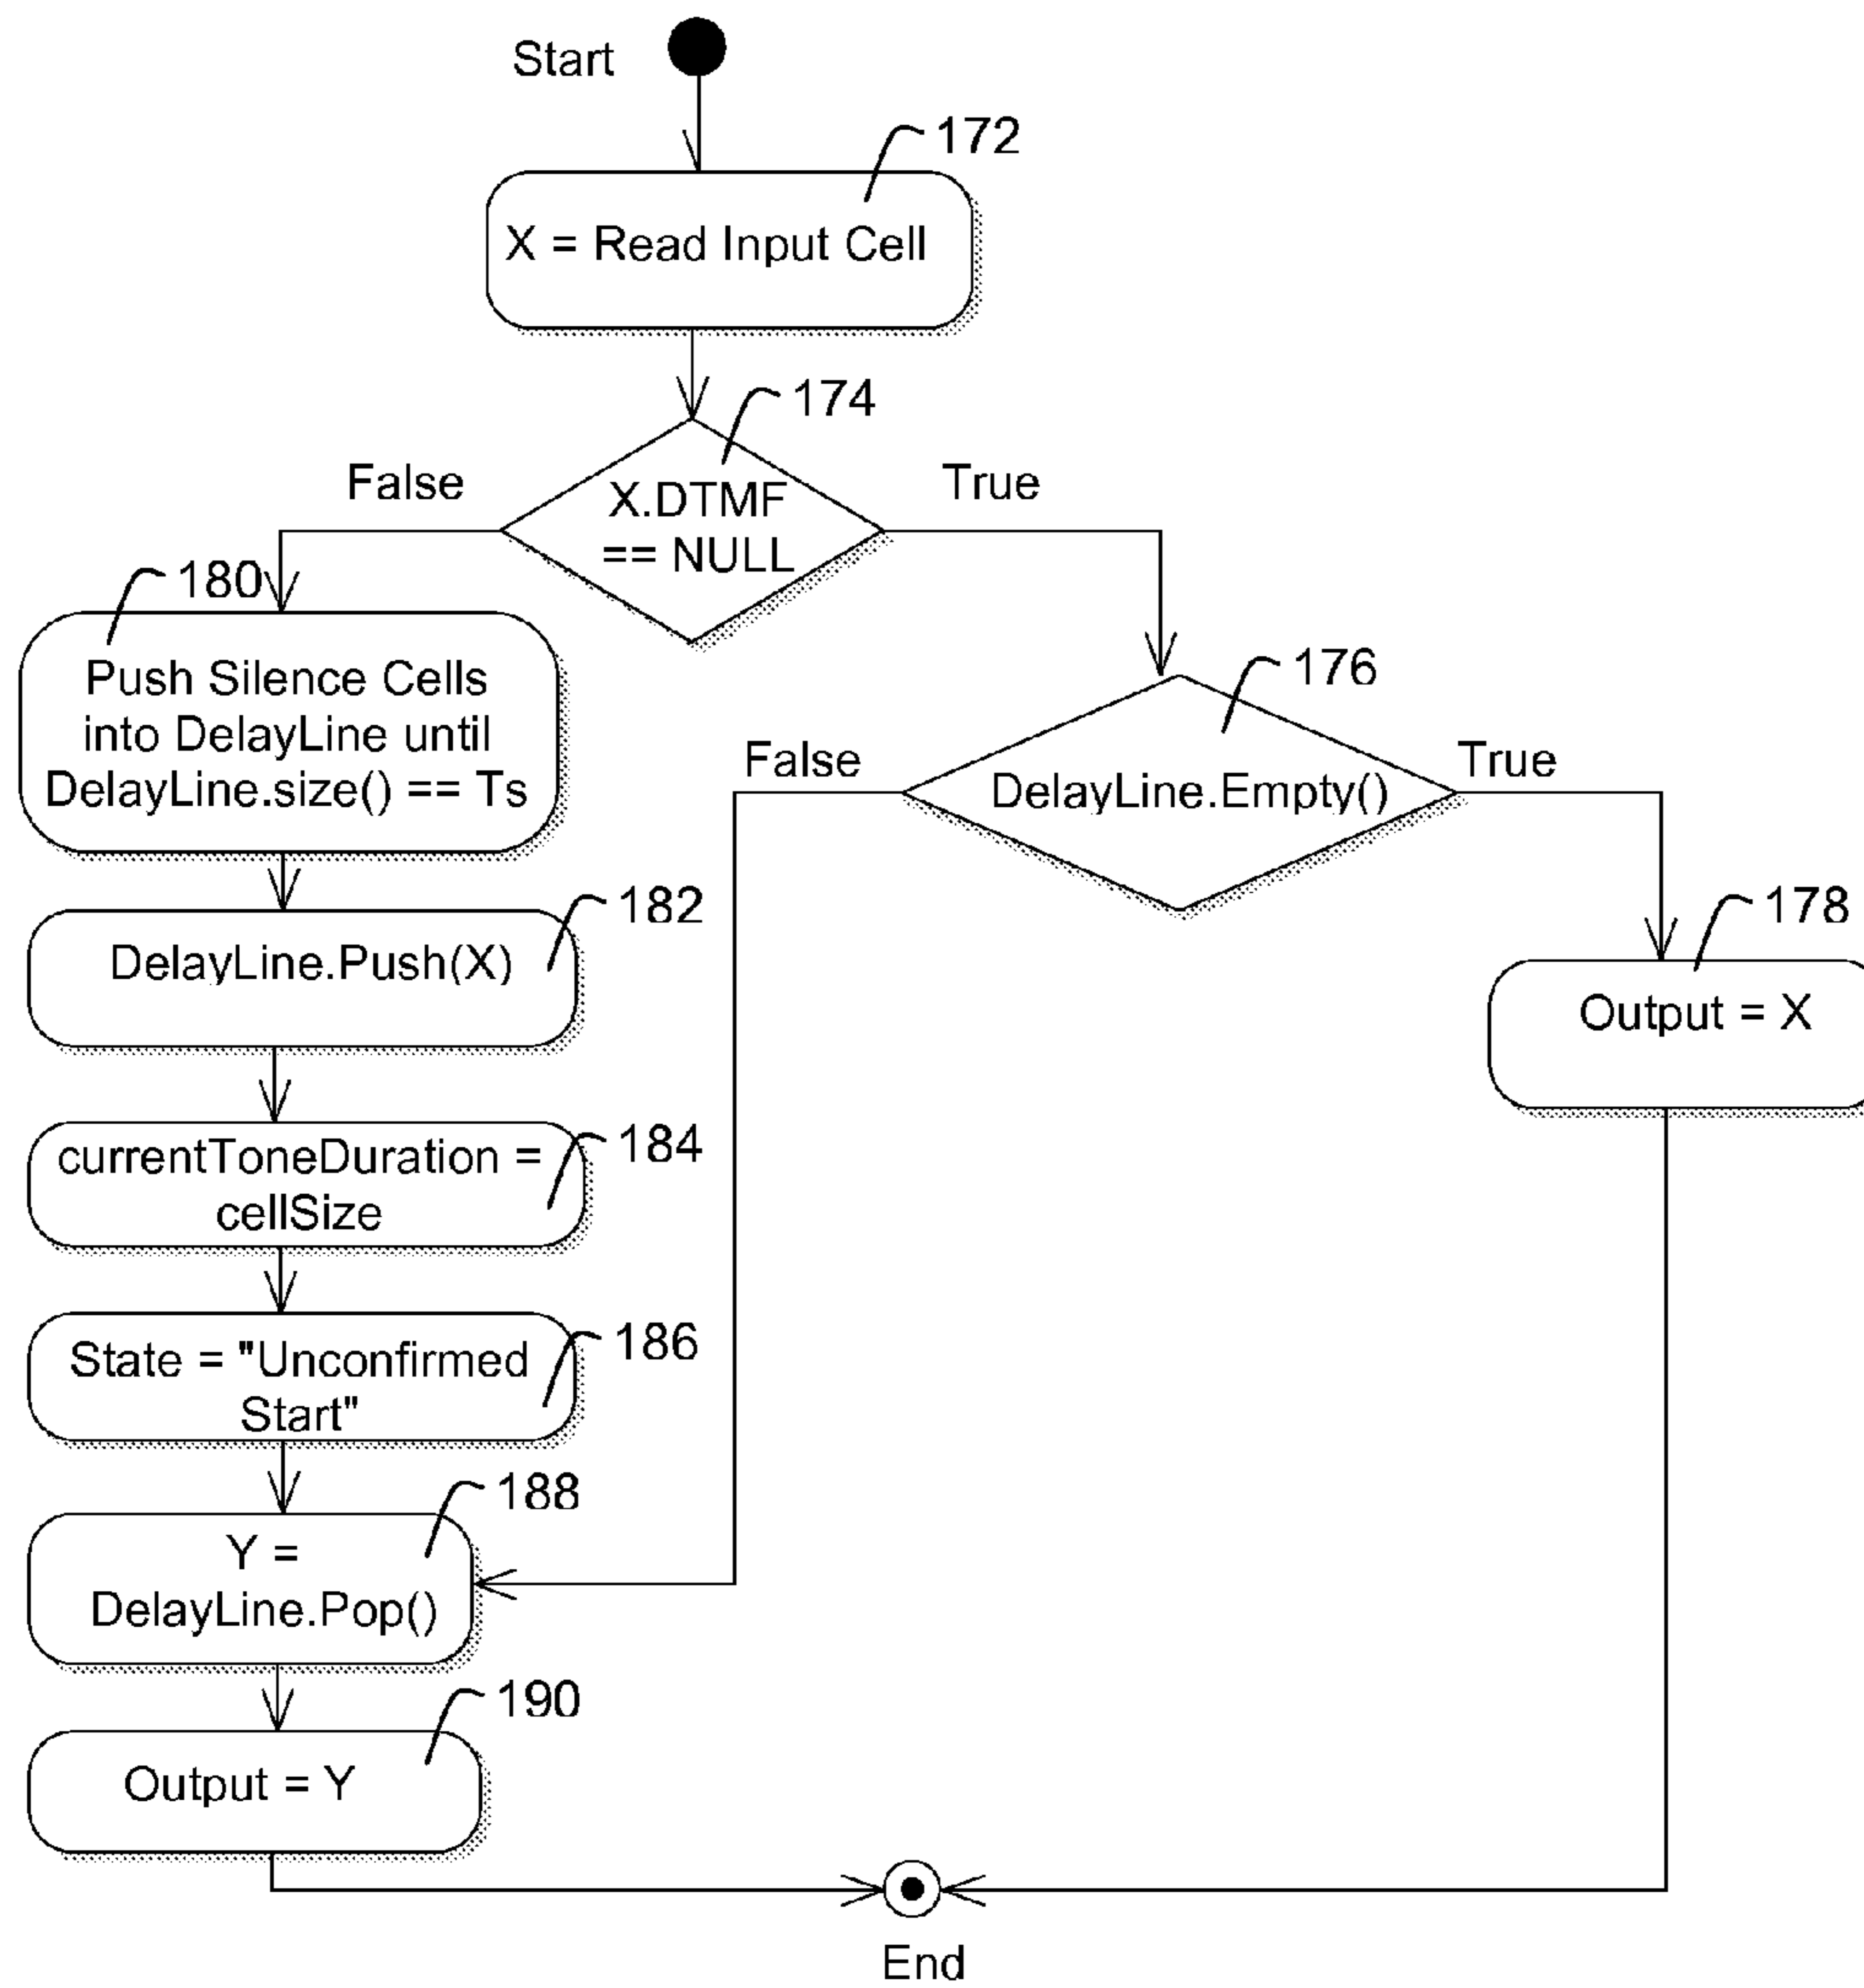 Start
172
X = Read Input Cell
174
False
True
X.DTMF
== NULL
180
Push Silence Cells
into DelayLine until
DelayLine.size() == Ts
176
False
True
DelayLine.Empty()
182
DelayLine.Push(X)
178
Output = X
184
currentToneDuration =
cellSize
186
State = "Unconfirmed
Start"
188
Y =
DelayLine.Pop()
190
Output = Y
End